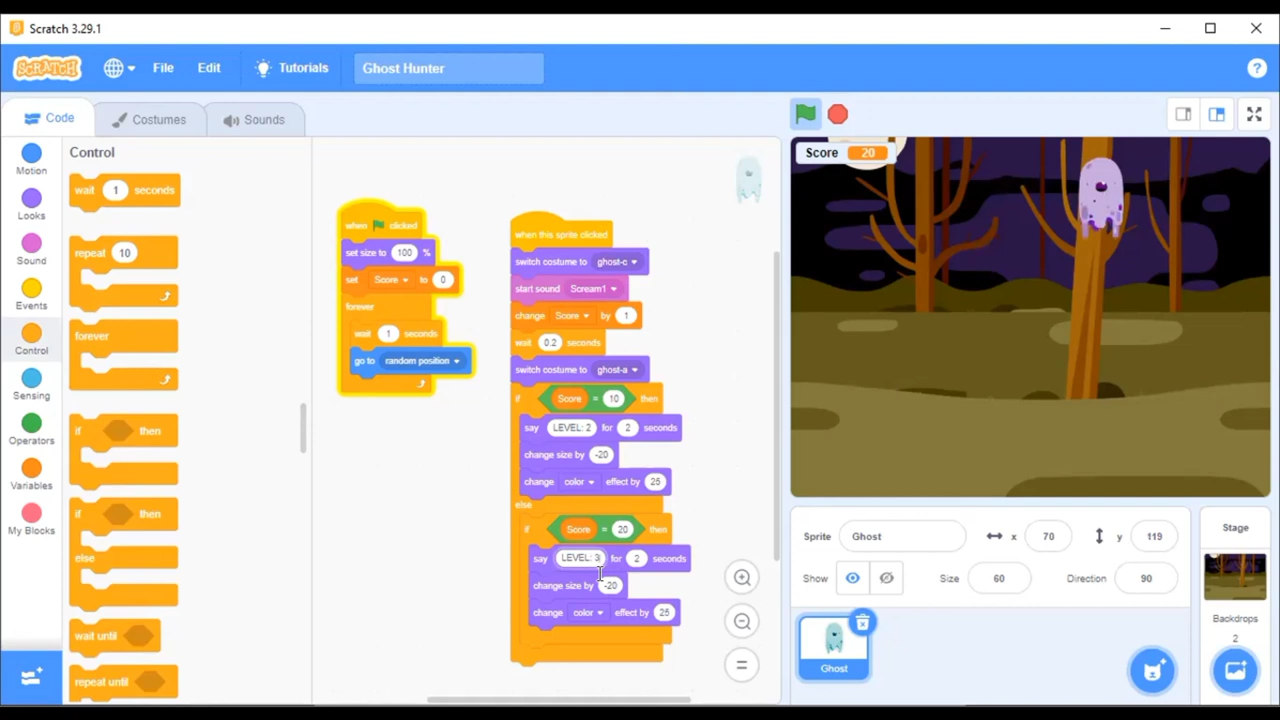 Scratch 3.29.1
SCRATCH File Edit Tutorials Ghost Hunter ?
Code Costumes Sounds
Motion
Looks
Sound
Events
Control
Sensing
Operators
Variables
My Blocks
Control
wait 1 seconds
repeat 10
forever
if then
if then
else
wait until
repeat until
when clicked
set size to 100 %
set Score to 0
forever
wait 1 seconds
go to random position
when this sprite clicked
switch costume to ghost-c
start sound Scream1
change Score by 1
wait 0.2 seconds
switch costume to ghost-a
if Score = 10 then
say LEVEL: 2 for 2 seconds
change size by -20
change color effect by 25
else
if Score = 20 then
say LEVEL: 3 for 2 seconds
change size by -20
change color effect by 25
Score 20
Sprite Ghost x 70 y 119
Show Size 60 Direction 90
Ghost
Stage
Backdrops
2